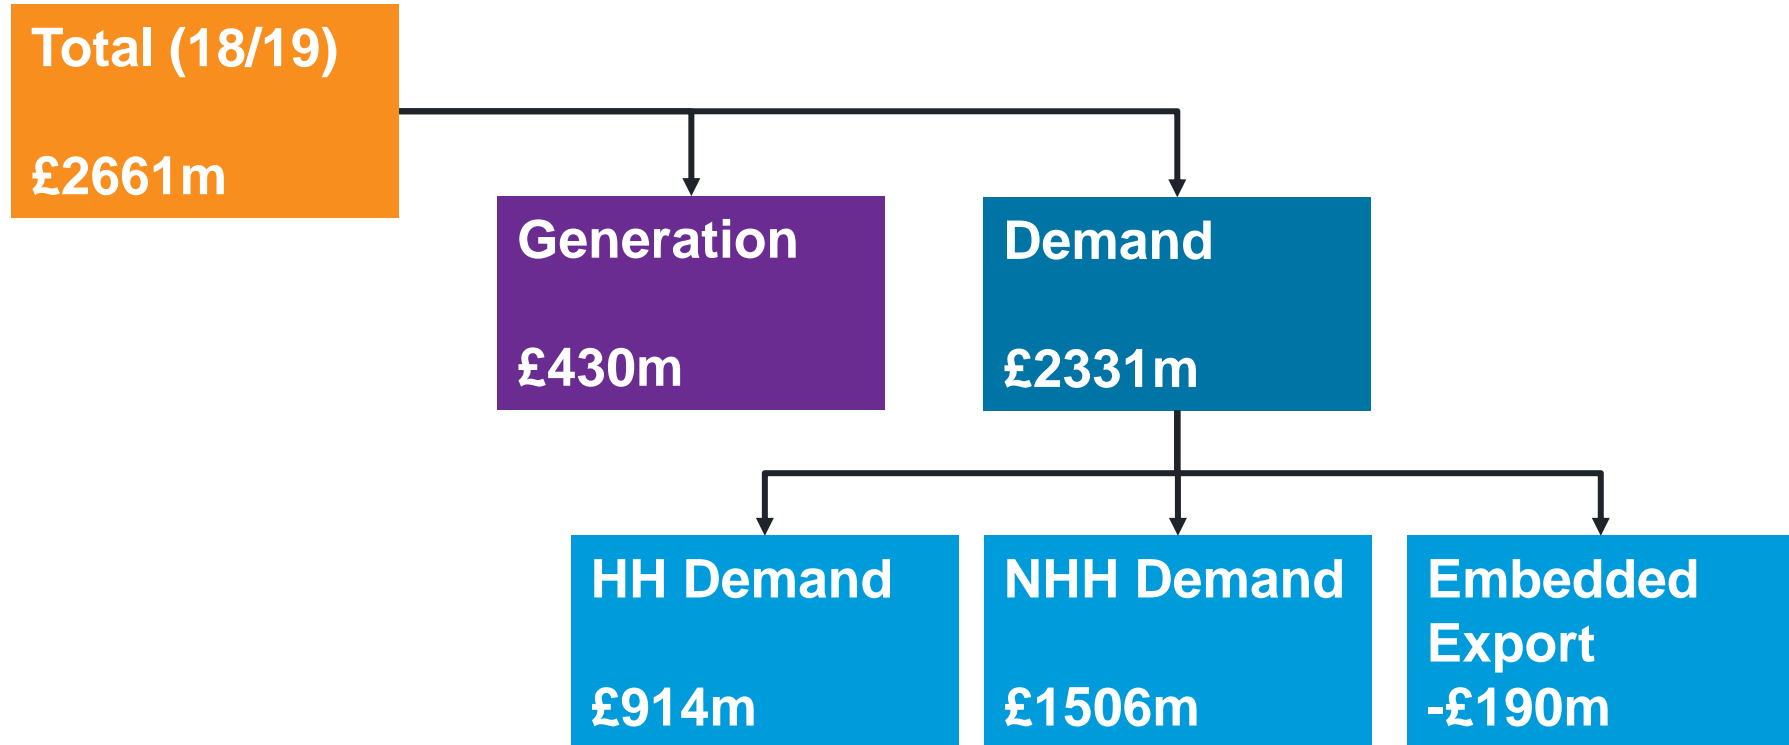 Total (18/19)
£2661m
Generation
£430m
Demand
£2331m
HH Demand
£914m
NHH Demand
£1506m
Embedded
Export
-£190m